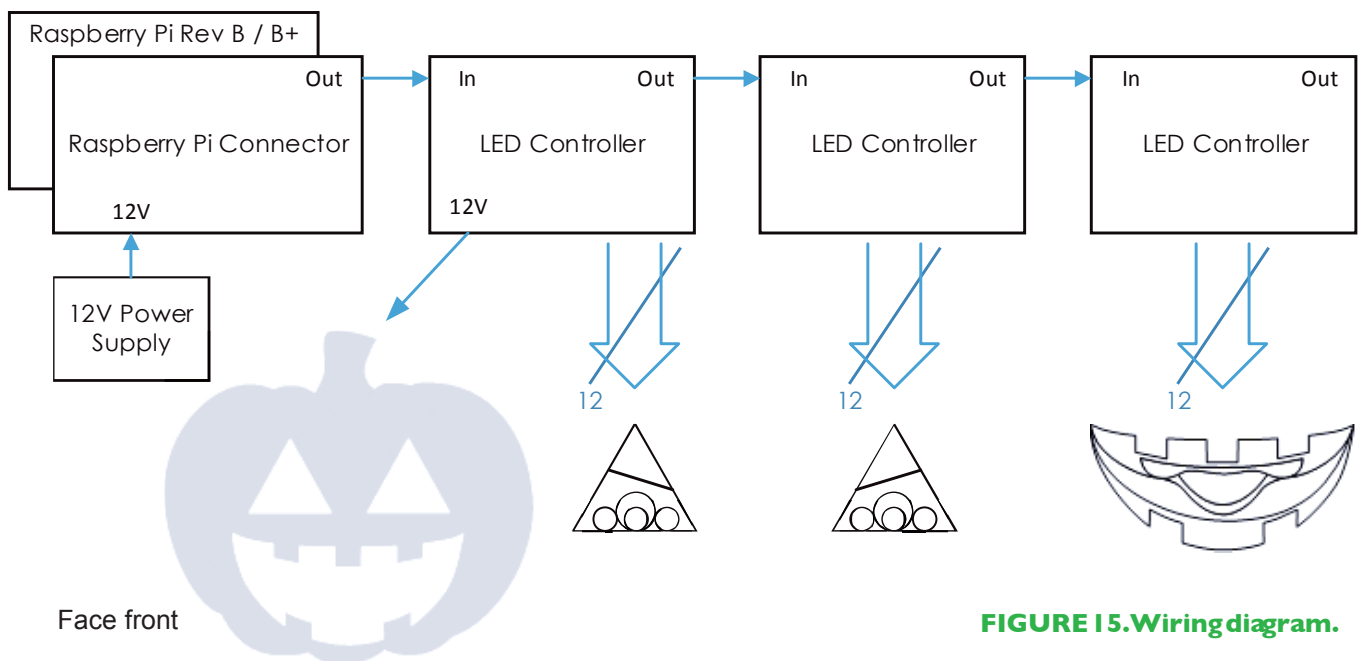 Raspberry Pi Rev B / B+
Out
In
Out
In
Out
In
Out
Raspberry Pi Connector
LED Controller
LED Controller
LED Controller
12V
12V
12V Power
Supply
12
12
12
Face front
FIGURE 15. Wiring diagram.